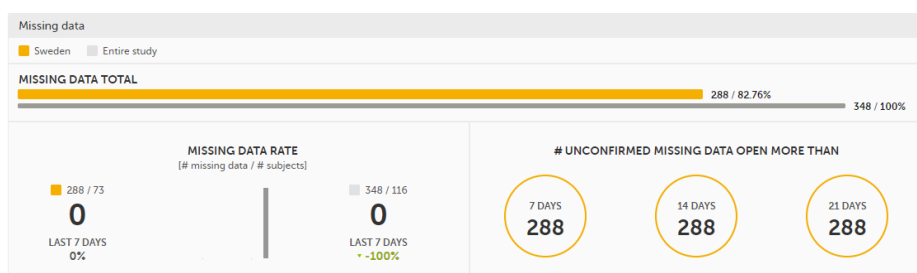 Missing data
Sweden Entire study
MISSING DATA TOTAL
288 / 82.76%
348 / 100%
MISSING DATA RATE
[# missing data / # subjects]
288 / 73
0
LAST 7 DAYS
0%
348 / 116
0
LAST 7 DAYS
-100%
# UNCONFIRMED MISSING DATA OPEN MORE THAN
7 DAYS
288
14 DAYS
288
21 DAYS
288